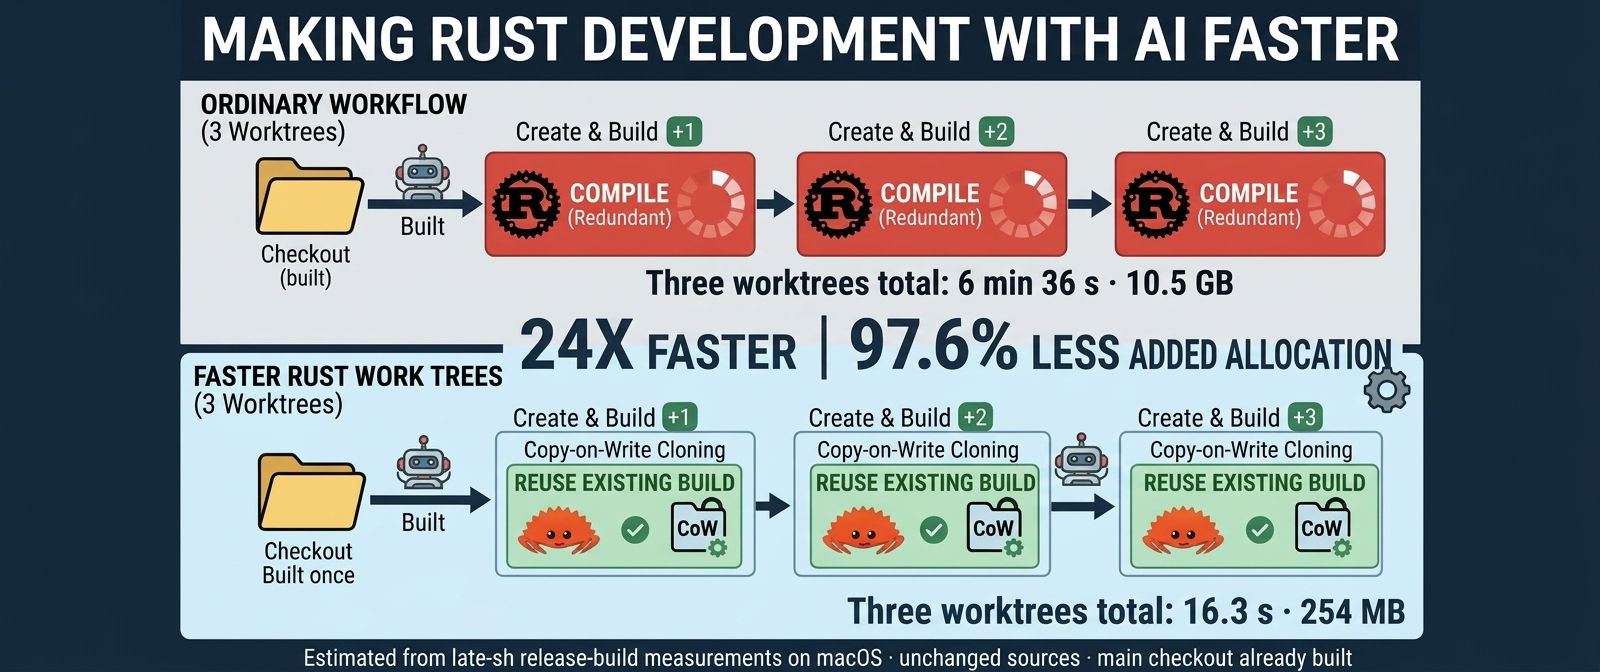 MAKING RUST DEVELOPMENT WITH AI FASTER
ORDINARY WORKFLOW
(3 Worktrees)
Checkout
(built)
Built
Create & Build +1
R COMPILE
(Redundant)
Create & Build +2
R COMPILE
(Redundant)
Create & Build +3
R COMPILE
(Redundant)
Three worktrees total: 6 min 36 s · 10.5 GB
24X FASTER | 97.6% LESS ADDED ALLOCATION
FASTER RUST WORK TREES
(3 Worktrees)
Checkout
Built once
Built
Create & Build +1
Copy-on-Write Cloning
REUSE EXISTING BUILD
CoW
Create & Build +2
Copy-on-Write Cloning
REUSE EXISTING BUILD
CoW
Create & Build +3
Copy-on-Write Cloning
REUSE EXISTING BUILD
CoW
Three worktrees total: 16.3 s · 254 MB
Estimated from late-sh release-build measurements on macOS · unchanged sources · main checkout already built